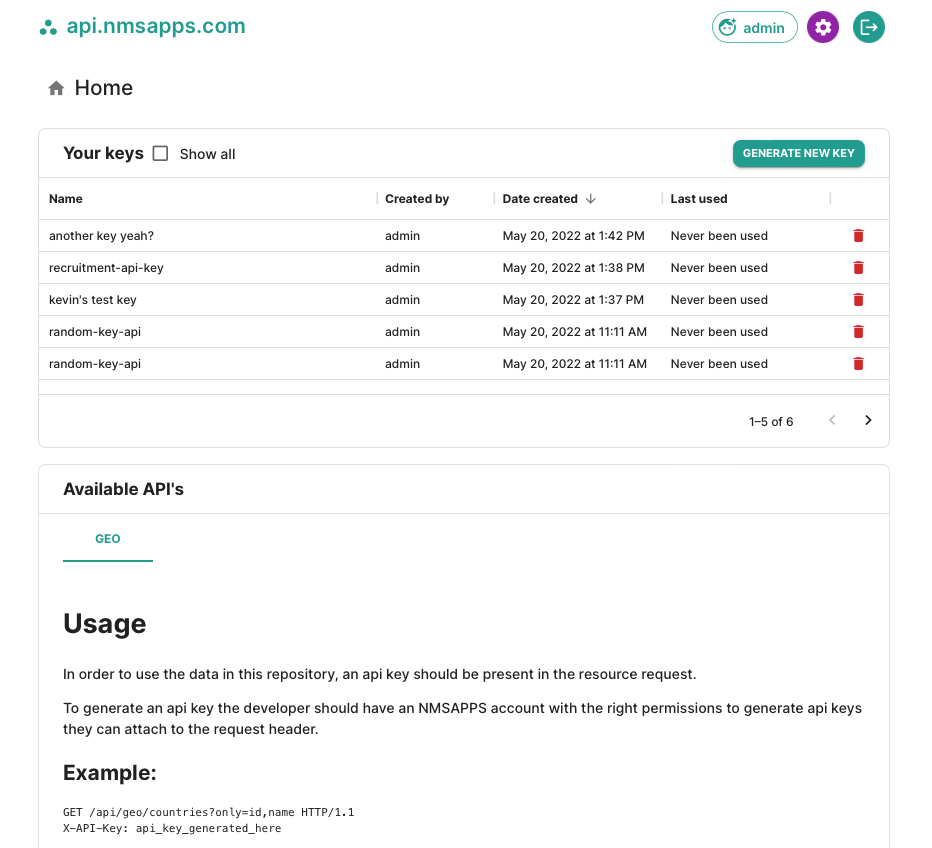 api.nmsapps.com
admin
Home
Your keys Show all GENERATE NEW KEY
Name Created by Date created Last used
another key yeah? admin May 20, 2022 at 1:42 PM Never been used
recruitment-api-key admin May 20, 2022 at 1:38 PM Never been used
kevin's test key admin May 20, 2022 at 1:37 PM Never been used
random-key-api admin May 20, 2022 at 11:11 AM Never been used
random-key-api admin May 20, 2022 at 11:11 AM Never been used
1–5 of 6
Available API's
GEO
Usage
In order to use the data in this repository, an api key should be present in the resource request.
To generate an api key the developer should have an NMSAPPS account with the right permissions to generate api keys
they can attach to the request header.
Example:
GET /api/geo/countries?only=id,name HTTP/1.1
X-API-Key: api_key_generated_here